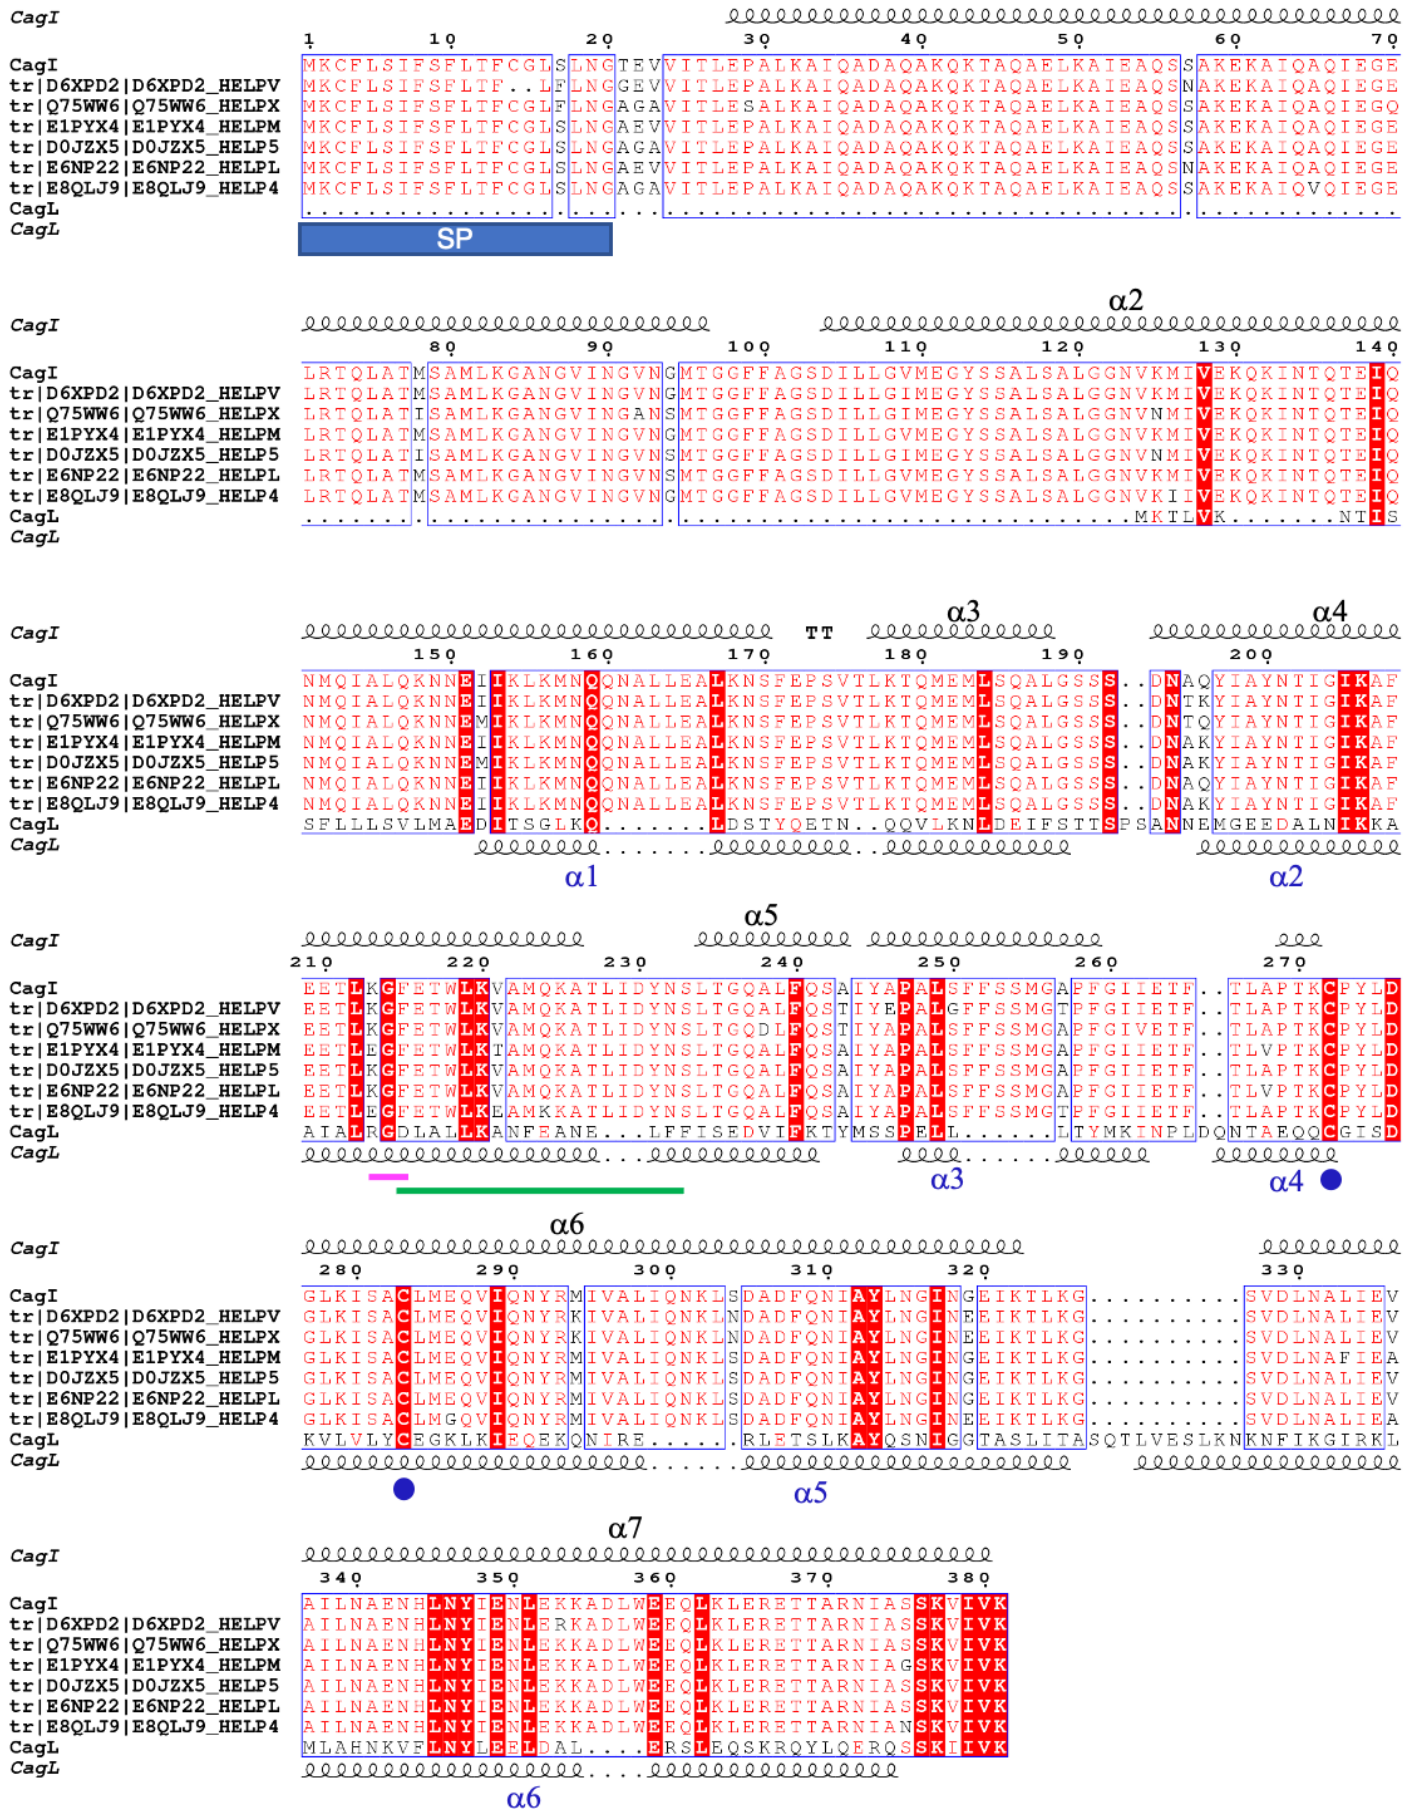 CagI
1 10 20 30 40 50 60 70
CagI MKCFLSIFSFLTFCGLSLNGTEVVITLEPALKAIQADAQAKQKTAQAELKAIEAQSSAKEKAIQAQIEGE
tr|D6XPD2|D6XPD2_HELPV MKCFLSIFSFLTF..LFLNGGEVVITLEPALKAIQADAQAKQKTAQAELKAIEAQSNAKEKAIQAQIEGE
tr|Q75WW6|Q75WW6_HELPX MKCFLSIFSFLTFCGLFLNGAGAVITLESALKAIQADAQAKQKTAQAELKAIEAQSNAKEKAIQAQIEGQ
tr|E1PYX4|E1PYX4_HELPM MKCFLSIFSFLTFCGLSLNGAEVVITLEPALKAIQADAQAKQKTAQAELKAIEAQSSAKEKAIQAQIEGE
tr|D0JZX5|D0JZX5_HELP5 MKCFLSIFSFLTFCGLSLNGAGAVITLEPALKAIQADAQAKQKTAQAELKAIEAQSSAKEKAIQAQIEGE
tr|E6NP22|E6NP22_HELPL MKCFLSIFSFLTFCGLSLNGAEVVITLEPALKAIQADAQAKQKTAQAELKAIEAQSNAKEKAIQAQIEGE
tr|E8QLJ9|E8QLJ9_HELP4 MKCFLSIFSFLTFCGLSLNGAGAVITLEPALKAIQADAQAKQKTAQAELKAIEAQSSAKEKAIQVQIEGE
CagL ......................................................................
CagL
SP
α2
CagI
80 90 100 110 120 130 140
CagI LRTQLATMSAMLKGANGVINGVNGMTGGFFAGSDILLGVMEGYSSALSALGGNVKMIVEKQKINTQTEIQ
tr|D6XPD2|D6XPD2_HELPV LRTQLATMSAMLKGANGVINGVNGMTGGFFAGSDILLGIMEGYSSALSALGGNVKMIVEKQKINTQTEIQ
tr|Q75WW6|Q75WW6_HELPX LRTQLATISAMLKGANGVINGANSMTGGFFAGSDILLGIMEGYSSALSALGGNVNMIVEKQKINTQTEIQ
tr|E1PYX4|E1PYX4_HELPM LRTQLATMSAMLKGANGVINGVNGMTGGFFAGSDILLGVMEGYSSALSALGGNVKMIVEKQKINTQTEIQ
tr|D0JZX5|D0JZX5_HELP5 LRTQLATISAMLKGANGVINGVNSMTGGFFAGSDILLGIMEGYSSALSALGGNVNMIVEKQKINTQTEIQ
tr|E6NP22|E6NP22_HELPL LRTQLATMSAMLKGANGVINGVNSMTGGFFAGSDILLGVMEGYSSALSALGGNVKMIVEKQKINTQTEIQ
tr|E8QLJ9|E8QLJ9_HELP4 LRTQLATMSAMLKGANGVINGVNGMTGGFFAGSDILLGVMEGYSSALSALGGNVKIIVEKQKINTQTEIQ
CagL .....................................................MKTLVK.......NTIS
CagL
α3 α4
CagI TT
150 160 170 180 190 200
CagI NMQIALQKNNEIIKLKMNQQNALLEALKNSFEPSVTLKTQMEMLSQALGSSS..DNAQYIAYNTIGIKAF
tr|D6XPD2|D6XPD2_HELPV NMQIALQKNNEIIKLKMNQQNALLEALKNSFEPSVTLKTQMEMLSQALGSSS..DNTKYIAYNTIGIKAF
tr|Q75WW6|Q75WW6_HELPX NMQIALQKNNEMIKLKMNQQNALLEALKNSFEPSVTLKTQMEMLSQALGSSS..DNTQYIAYNTIGIKAF
tr|E1PYX4|E1PYX4_HELPM NMQIALQKNNEIIKLKMNQQNALLEALKNSFEPSVTLKTQMEMLSQALGSSS..DNAKYIAYNTIGIKAF
tr|D0JZX5|D0JZX5_HELP5 NMQIALQKNNEMIKLKMNQQNALLEALKNSFEPSVTLKTQMEMLSQALGSSS..DNAKYIAYNTIGIKAF
tr|E6NP22|E6NP22_HELPL NMQIALQKNNEIIKLKMNQQNALLEALKNSFEPSVTLKTQMEMLSQALGSSS..DNAQYIAYNTIGIKAF
tr|E8QLJ9|E8QLJ9_HELP4 NMQIALQKNNEIIKLKMNQQNALLEALKNSFEPSVTLKTQMEMLSQALGSSS..DNAKYIAYNTIGIKAF
CagL SFLLLSVLMAEDITSGLKQ.......LDSTYQETN..QQVLKNLDEIFSTTSPSANNEMGEEDALNIKKA
CagL
α1 α2
α5
CagI
210 220 230 240 250 260 270
CagI EETLKGFETWLKVAMQKATLIDYNSLTGQALFQSAIYAPALSFFSSMGAPFGIIETF..TLAPTKCPYLD
tr|D6XPD2|D6XPD2_HELPV EETLKGFETWLKVAMQKATLIDYNSLTGQALFQSTIYEPALGFFSSMGTPFGIIETF..TLAPTKCPYLD
tr|Q75WW6|Q75WW6_HELPX EETLKGFETWLKVAMQKATLIDYNSLTGQDLFQSTIYAPALSFFSSMGAPFGIVETF..TLAPTKCPYLD
tr|E1PYX4|E1PYX4_HELPM EETLEGFETWLKTAMQKATLIDYNSLTGQALFQSAIYAPALSFFSSMGAPFGIIETF..TLVPTKCPYLD
tr|D0JZX5|D0JZX5_HELP5 EETLKGFETWLKVAMQKATLIDYNSLTGQALFQSAIYAPALSFFSSMGAPFGIIETF..TLAPTKCPYLD
tr|E6NP22|E6NP22_HELPL EETLKGFETWLKVAMQKATLIDYNSLTGQALFQSAIYAPALSFFSSMGAPFGIIETF..TLVPTKCPYLD
tr|E8QLJ9|E8QLJ9_HELP4 EETLEGFETWLKEAMKKATLIDYNSLTGQALFQSAIYAPALSFFSSMGTPFGIIETF..TLAPTKCPYLD
CagL AIALRGDLALLKANFEANE...LFFISEDVIFKTYMSSPELL......LTYMKINPLDQNTAEQQCGISD
CagL
α3 α4
α6
CagI
280 290 300 310 320 330
CagI GLKISACLMEQVIQNYRMIVALIQNKLSDADFQNIAYLNGINGEIKTLKG..........SVDLNALIEV
tr|D6XPD2|D6XPD2_HELPV GLKISACLMEQVIQNYRKIVALIQNKLNDADFQNIAYLNGINEEIKTLKG..........SVDLNALIEV
tr|Q75WW6|Q75WW6_HELPX GLKISACLMEQVIQNYRKIVALIQNKLNDADFQNIAYLNGINEEIKTLKG..........SVDLNALIEV
tr|E1PYX4|E1PYX4_HELPM GLKISACLMEQVIQNYRMIVALIQNKLSDADFQNIAYLNGINGEIKTLKG..........SVDLNAFIEA
tr|D0JZX5|D0JZX5_HELP5 GLKISACLMEQVIQNYRMIVALIQNKLSDADFQNIAYLNGINGEIKTLKG..........SVDLNALIEV
tr|E6NP22|E6NP22_HELPL GLKISACLMEQVIQNYRMIVALIQNKLSDADFQNIAYLNGINGEIKTLKG..........SVDLNALIEV
tr|E8QLJ9|E8QLJ9_HELP4 GLKISACLMGQVIQNYRMIVALIQNKLSDADFQNIAYLNGINEEIKTLKG..........SVDLNALIEA
CagL KVLVLYCEGKLKIEQEKQNIRE.....RLETSLKAYQSNIGGTASLITASQTLVESLKNKNFIKGIRKL
CagL
α5
α7
CagI
340 350 360 370 380
CagI AILNAENHLNYIENLEKKADLWEEQLKLERETTARNIASSKVIVK
tr|D6XPD2|D6XPD2_HELPV AILNAENHLNYIENLERKADLWEEQLKLERETTARNIASSKVIVK
tr|Q75WW6|Q75WW6_HELPX AILNAENHLNYIENLEKKADLWEEQLKLERETTARNIASSKVIVK
tr|E1PYX4|E1PYX4_HELPM AILNAENHLNYIENLEKKADLWEEQLKLERETTARNIAGSKVIVK
tr|D0JZX5|D0JZX5_HELP5 AILNAENHLNYIENLEKKADLWEEQLKLERETTARNIASSKVIVK
tr|E6NP22|E6NP22_HELPL AILNAENHLNYIENLEKKADLWEEQLKLERETTARNIASSKVIVK
tr|E8QLJ9|E8QLJ9_HELP4 AILNAENHLNYIENLEKKADLWEEQLKLERETTARNIANSKVIVK
CagL MLAHNKVFLNYLEELDAL....ERSLEQSKRQYLQERQSSKIIVK
CagL
α6